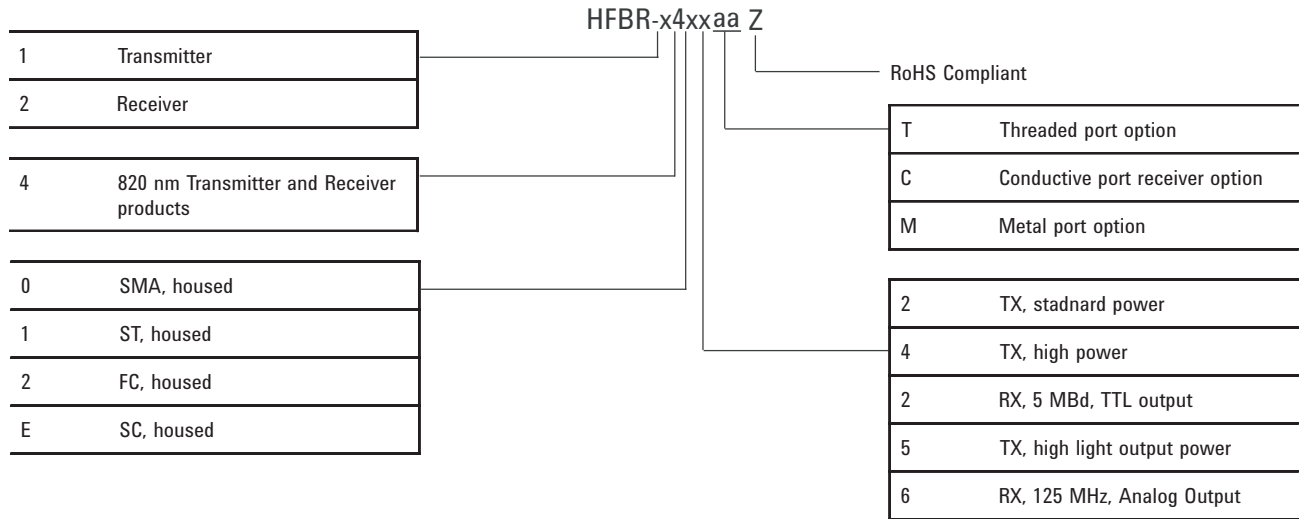 HFBR-x4xxaa Z
1 Transmitter
2 Receiver
4 820 nm Transmitter and Receiver
products
0 SMA, housed
1 ST, housed
2 FC, housed
E SC, housed
RoHS Compliant
T Threaded port option
C Conductive port receiver option
M Metal port option
2 TX, stadnard power
4 TX, high power
2 RX, 5 MBd, TTL output
5 TX, high light output power
6 RX, 125 MHz, Analog Output